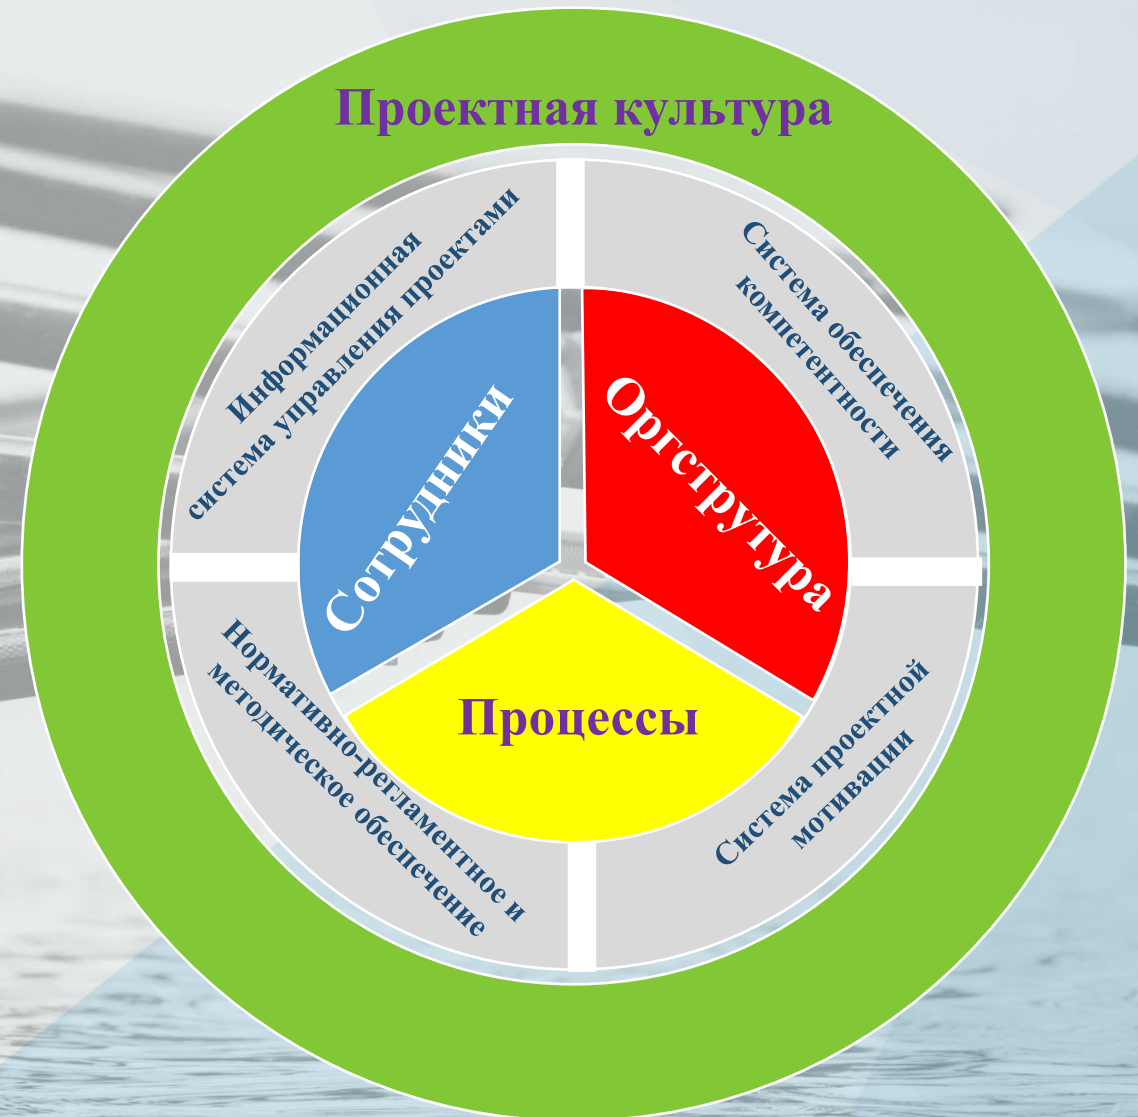 Проектная культура
Информационная
система управления проектами
Система обеспечения
компетентности
Сотрудники
Оргструтура
Процессы
Нормативно-регламентное и
методическое обеспечение
Система проектной
мотивации